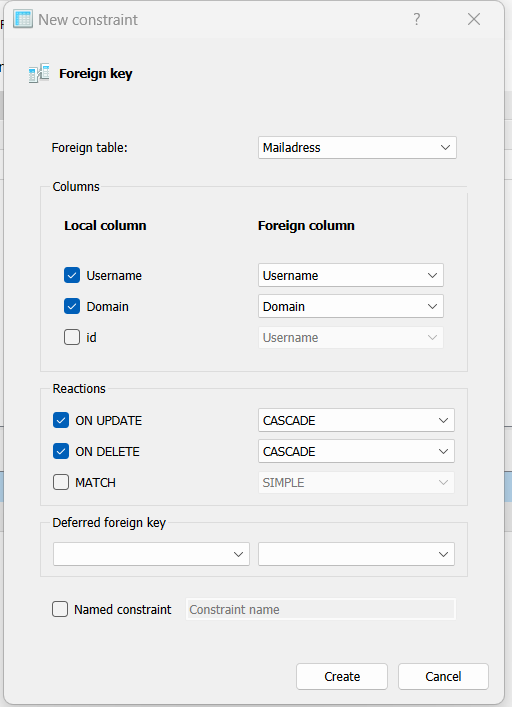 New constraint
?
Foreign key
Foreign table: Mailadress
Columns
Local column Foreign column
Username Username
Domain Domain
id Username
Reactions
ON UPDATE CASCADE
ON DELETE CASCADE
MATCH SIMPLE
Deferred foreign key
Named constraint Constraint name
Create Cancel